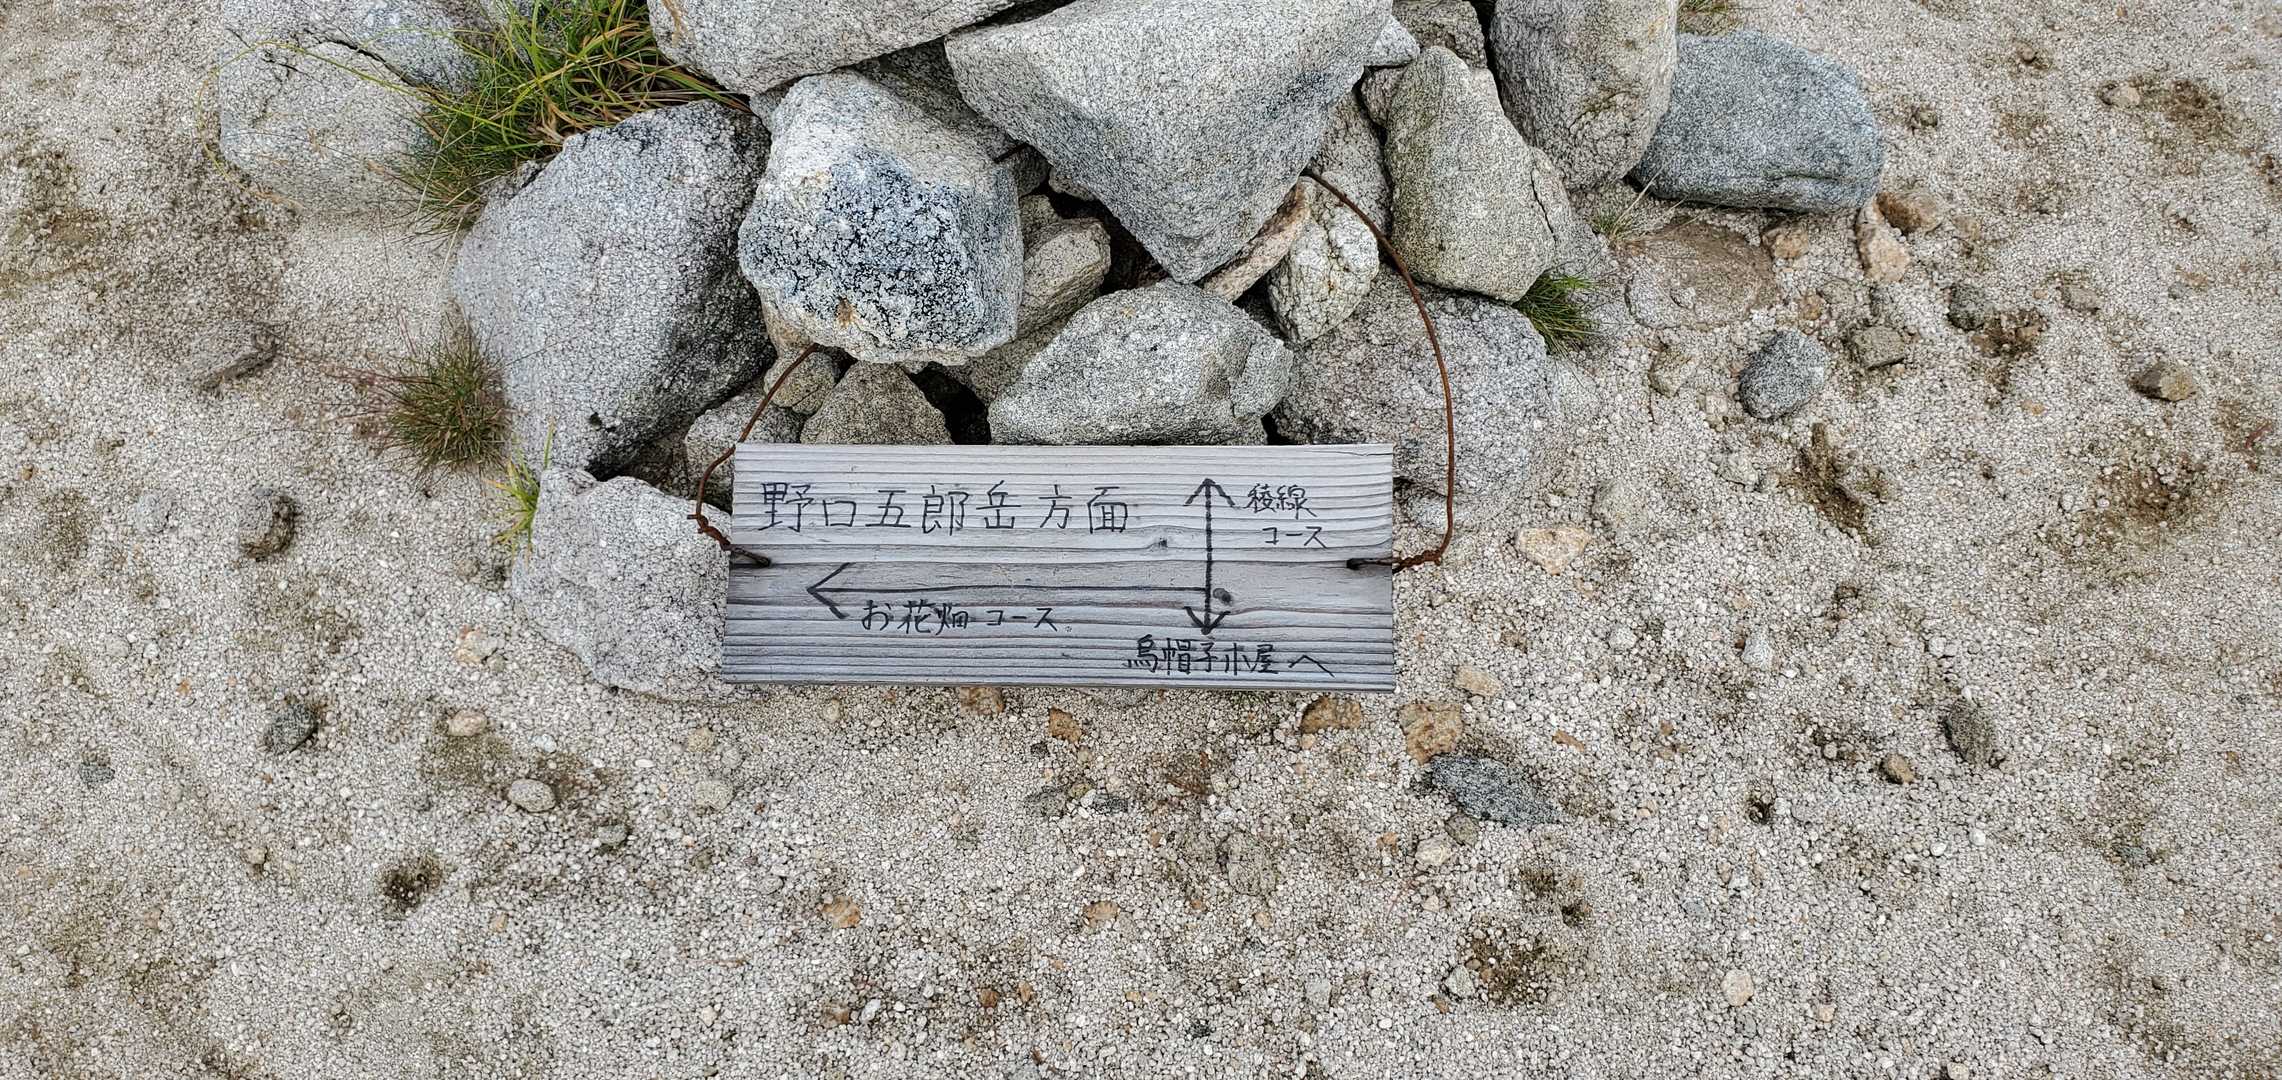 野口五郎岳方面
稜線
コース
お花畑コース
烏帽子小屋へ